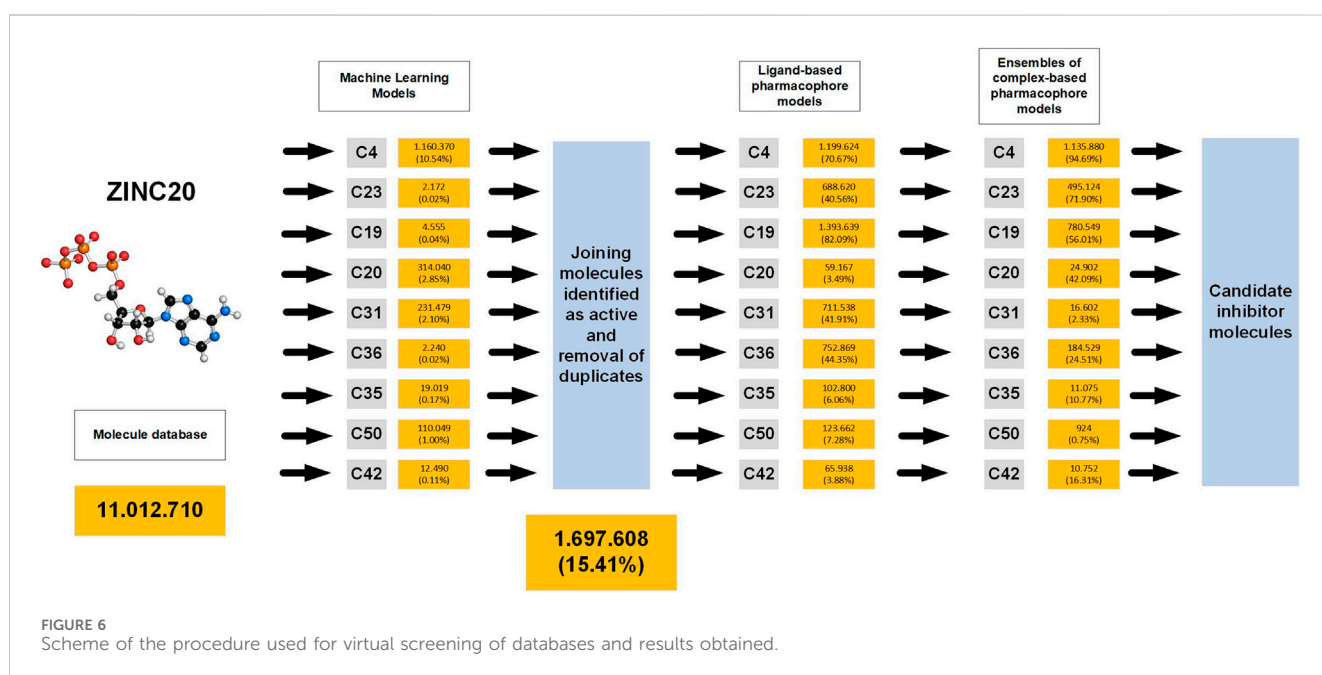 Machine Learning
Models
Ligand-based
pharmacophore
models
Ensembles of
complex-based
pharmacophore
models
ZINC20
Molecule database
11.012.710
C4
1.160.370
(10.54%)
C23
2.172
(0.02%)
C19
4.555
(0.04%)
C20
314.040
(2.85%)
C31
231.479
(2.10%)
C36
2.240
(0.02%)
C35
19.019
(0.17%)
C50
110.049
(1.00%)
C42
12.490
(0.11%)
Joining
molecules
identified
as active
and
removal of
duplicates
1.697.608
(15.41%)
C4
1.199.624
(70.67%)
C23
688.620
(40.56%)
C19
1.393.639
(82.09%)
C20
59.167
(3.49%)
C31
711.538
(41.91%)
C36
752.869
(44.35%)
C35
102.800
(6.06%)
C50
123.662
(7.28%)
C42
65.938
(3.88%)
C4
1.135.880
(94.69%)
C23
495.124
(71.90%)
C19
780.549
(56.01%)
C20
24.902
(42.09%)
C31
16.602
(2.33%)
C36
184.529
(24.51%)
C35
11.075
(10.77%)
C50
924
(0.75%)
C42
10.752
(16.31%)
Candidate
inhibitor
molecules
FIGURE 6
Scheme of the procedure used for virtual screening of databases and results obtained.